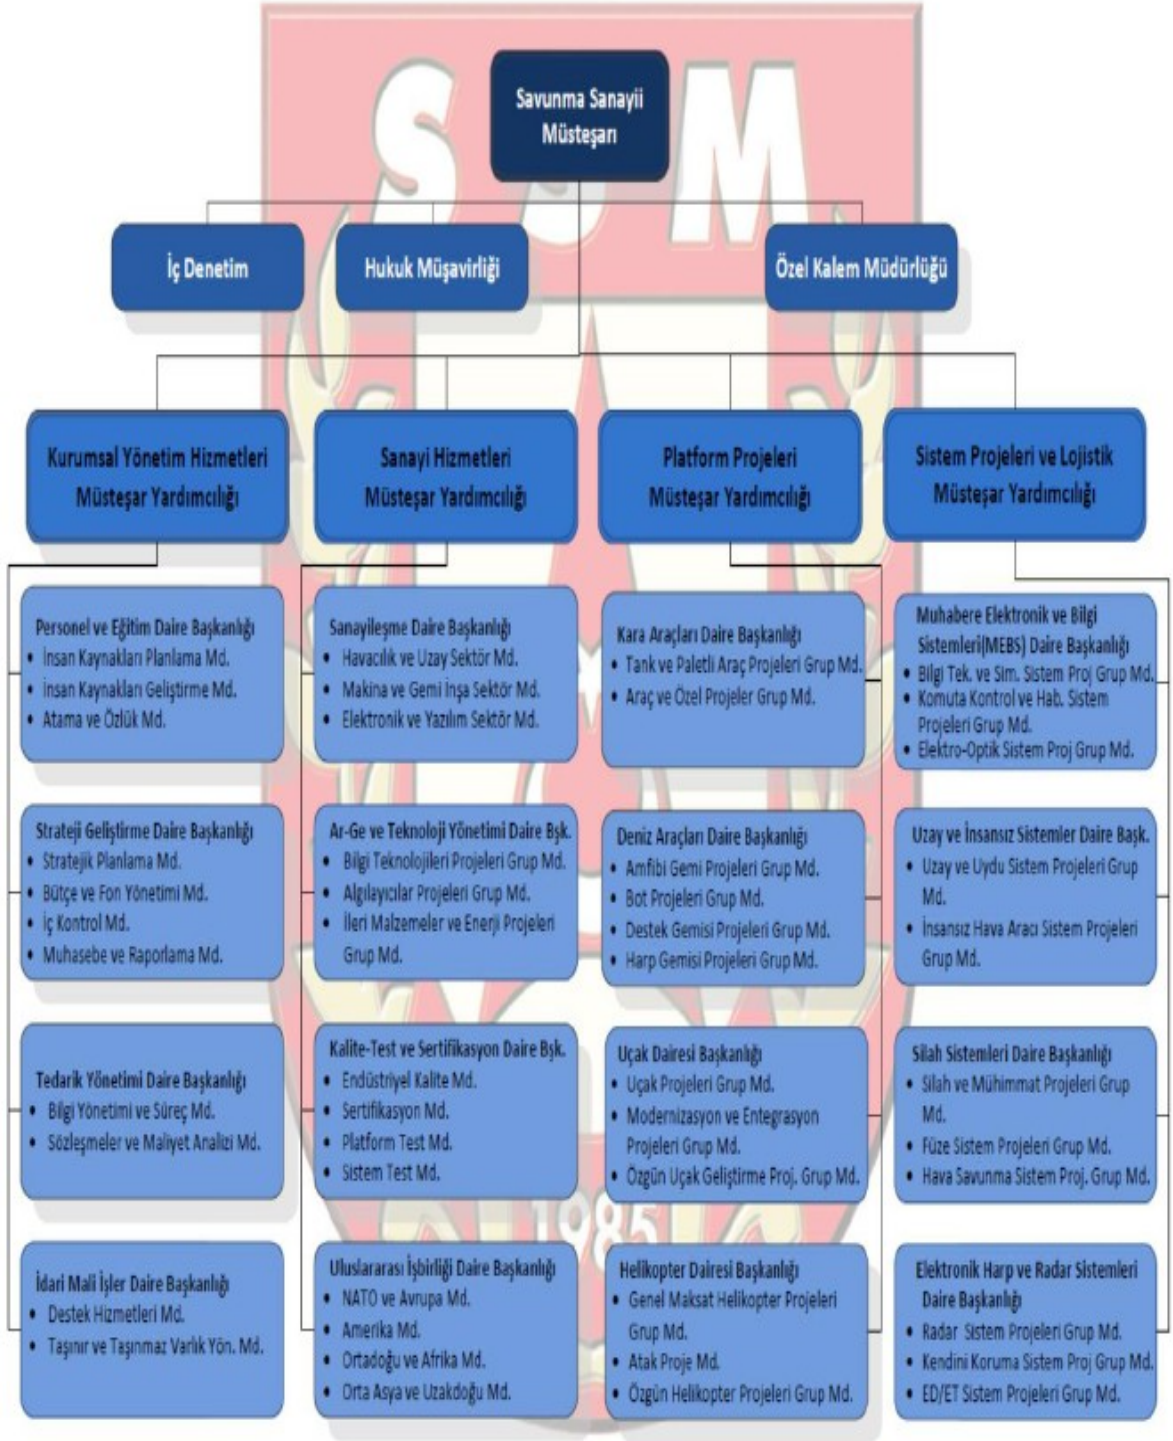 SSM
Savunma Sanayii
Müsteşarı
İç Denetim
Hukuk Müşavirliği
Özel Kalem Müdürlüğü
Kurumsal Yönetim Hizmetleri
Müsteşar Yardımcılığı
Personel ve Eğitim Daire Başkanlığı
• İnsan Kaynakları Planlama Md.
• İnsan Kaynakları Geliştirme Md.
• Atama ve Özlük Md.
Strateji Geliştirme Daire Başkanlığı
• Stratejik Planlama Md.
• Bütçe ve Fon Yönetimi Md.
• İç Kontrol Md.
• Muhasebe ve Raporlama Md.
Tedarik Yönetimi Daire Başkanlığı
• Bilgi Yönetimi ve Süreç Md.
• Sözleşmeler ve Maliyet Analizi Md.
İdari Mali İşler Daire Başkanlığı
• Destek Hizmetleri Md.
• Taşınır ve Taşınmaz Varlık Yön. Md.
Sanayi Hizmetleri
Müsteşar Yardımcılığı
Sanayileşme Daire Başkanlığı
• Havacılık ve Uzay Sektör Md.
• Makina ve Gemi İnşa Sektör Md.
• Elektronik ve Yazılım Sektör Md.
Ar-Ge ve Teknoloji Yönetimi Daire Bşk.
• Bilgi Teknolojileri Projeleri Grup Md.
• Algılayıcılar Projeleri Grup Md.
• İleri Malzemeler ve Enerji Projeleri
Grup Md.
Kalite-Test ve Sertifikasyon Daire Bşk.
• Endüstriyel Kalite Md.
• Sertifikasyon Md.
• Platform Test Md.
• Sistem Test Md.
Uluslararası İşbirliği Daire Başkanlığı
• NATO ve Avrupa Md.
• Amerika Md.
• Ortadoğu ve Afrika Md.
• Orta Asya ve Uzakdoğu Md.
Platform Projeleri
Müsteşar Yardımcılığı
Kara Araçları Daire Başkanlığı
• Tank ve Paletli Araç Projeleri Grup Md.
• Araç ve Özel Projeler Grup Md.
Deniz Araçları Daire Başkanlığı
• Amfibi Gemi Projeleri Grup Md.
• Bot Projeleri Grup Md.
• Destek Gemisi Projeleri Grup Md.
• Harp Gemisi Projeleri Grup Md.
Uçak Dairesi Başkanlığı
• Uçak Projeleri Grup Md.
• Modernizasyon ve Entegrasyon
Projeleri Grup Md.
• Özgün Uçak Geliştirme Proj. Grup Md.
Helikopter Dairesi Başkanlığı
• Genel Maksat Helikopter Projeleri
Grup Md.
• Atak Proje Md.
• Özgün Helikopter Projeleri Grup Md.
Sistem Projeleri ve Lojistik
Müsteşar Yardımcılığı
Muhabere Elektronik ve Bilgi
Sistemleri(MEBS) Daire Başkanlığı
• Bilgi Tek. ve Sim. Sistem Proj Grup Md.
• Komuta Kontrol ve Hab. Sistem
Projeleri Grup Md.
• Elektro-Optik Sistem Proj Grup Md.
Uzay ve İnsansız Sistemler Daire Başk.
• Uzay ve Uydu Sistem Projeleri Grup
Md.
• İnsansız Hava Aracı Sistem Projeleri
Grup Md.
Silah Sistemleri Daire Başkanlığı
• Silah ve Mühimmat Projeleri Grup
Md.
• Füze Sistem Projeleri Grup Md.
• Hava Savunma Sistem Proj. Grup Md.
Elektronik Harp ve Radar Sistemleri
Daire Başkanlığı
• Radar Sistem Projeleri Grup Md.
• Kendini Koruma Sistem Proj Grup Md.
• ED/ET Sistem Projeleri Grup Md.
1985